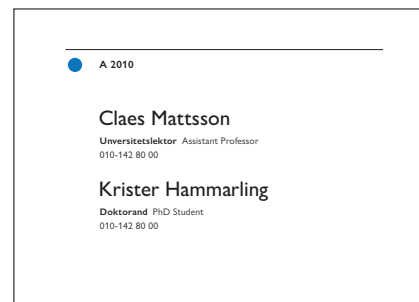 A 2010
Claes Mattsson
Unversitetslektor Assistant Professor
010-142 80 00
Krister Hammarling
Doktorand PhD Student
010-142 80 00